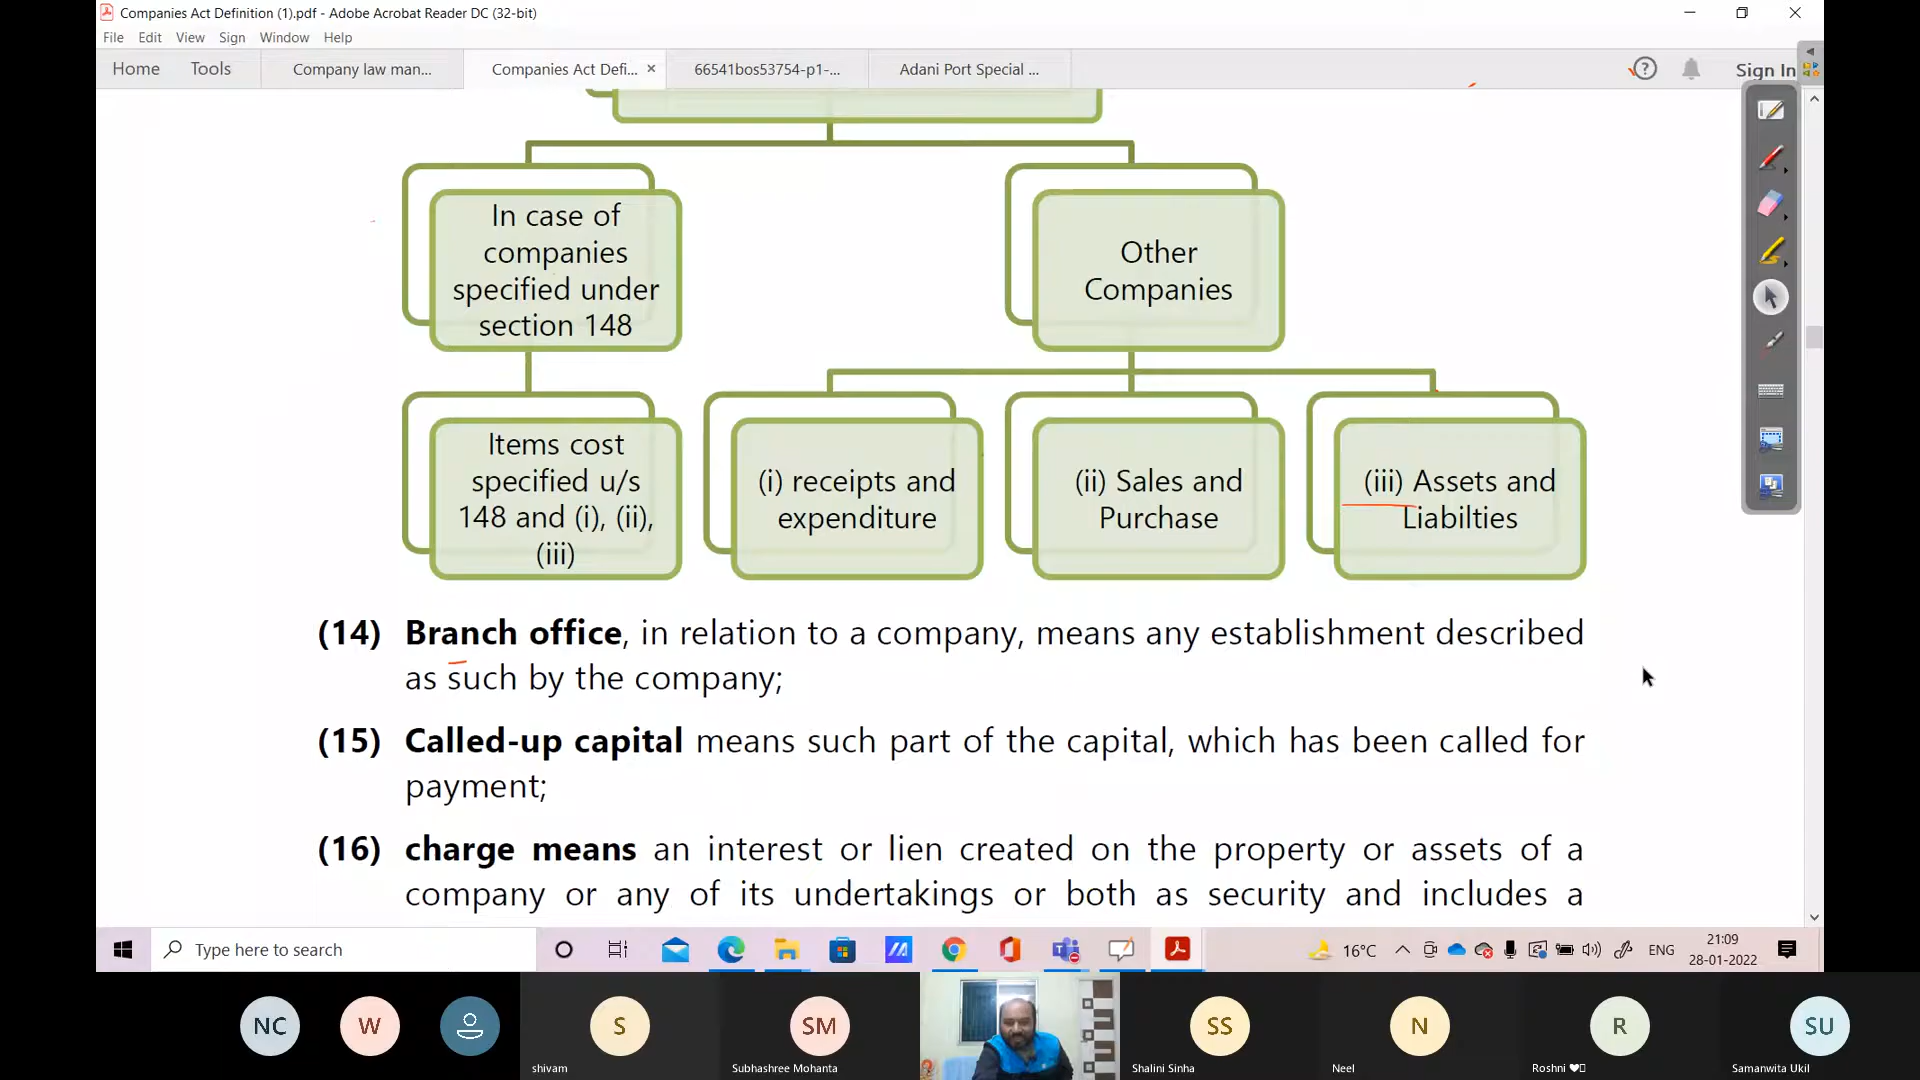 Companies Act Definition (1).pdf - Adobe Acrobat Reader DC (32-bit)
File Edit View Sign Window Help
Home Tools Company law man... Companies Act Defi... × 66541bos53754-p1-... Adani Port Special ... Sign In
In case of
companies
specified under
section 148
Other
Companies
Items cost
specified u/s
148 and (i), (ii),
(iii)
(i) receipts and
expenditure
(ii) Sales and
Purchase
(iii) Assets and
Liabilties
(14) Branch office, in relation to a company, means any establishment described
as such by the company;
(15) Called-up capital means such part of the capital, which has been called for
payment;
(16) charge means an interest or lien created on the property or assets of a
company or any of its undertakings or both as security and includes a
Type here to search
16°C
ENG
21:09
28-01-2022
NC W S SM SS N R SU
shivam Subhashree Mohanta Shalini Sinha Neel Roshni ❤ Samanwita Ukil